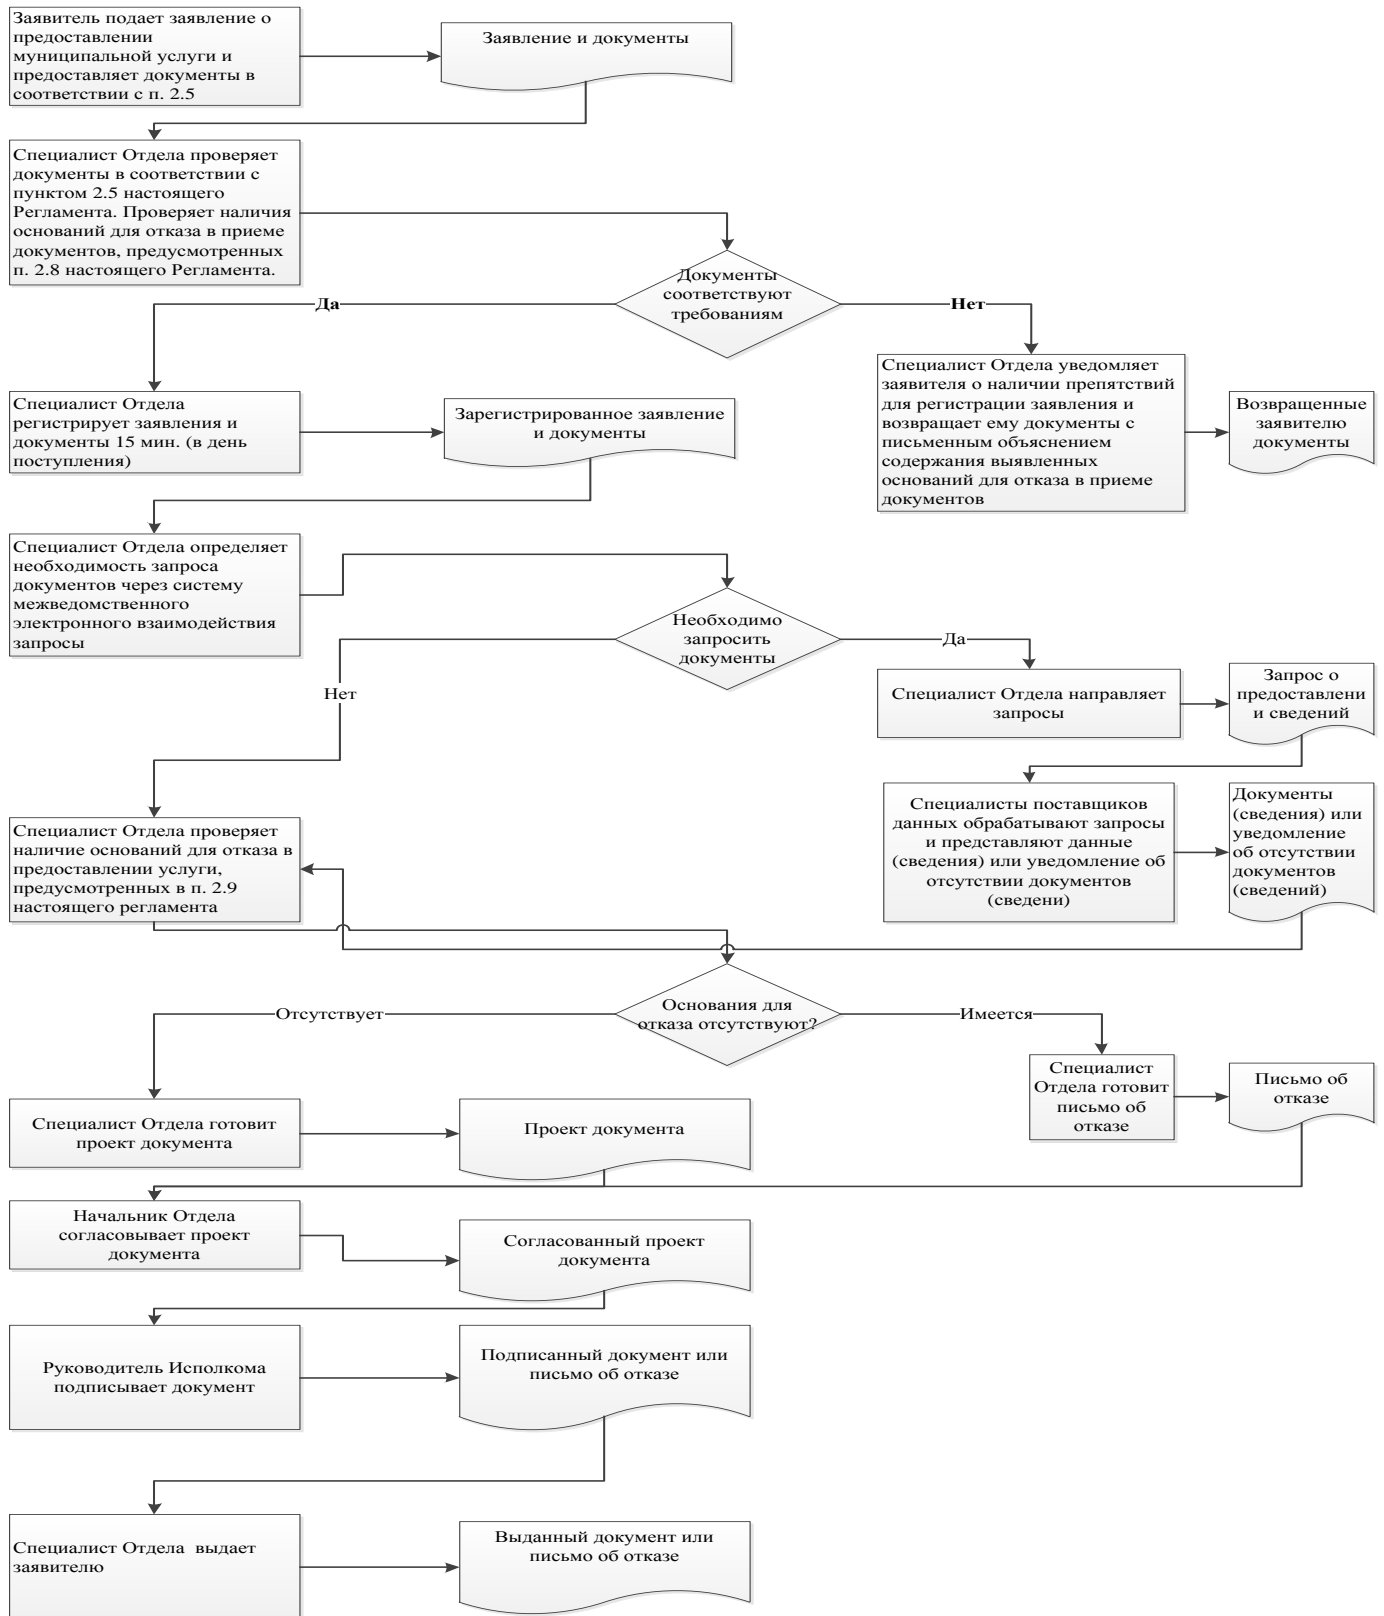 Заявитель подает заявление о
предоставлении
муниципальной услуги и
предоставляет документы в
соответствии с п. 2.5
Заявление и документы
Специалист Отдела проверяет
документы в соответствии с
пунктом 2.5 настоящего
Регламента. Проверяет наличия
оснований для отказа в приеме
документов, предусмотренных
п. 2.8 настоящего Регламента.
Документы
соответствуют
требованиям
Да
Нет
Специалист Отдела
регистрирует заявления и
документы 15 мин. (в день
поступления)
Зарегистрированное заявление
и документы
Специалист Отдела уведомляет
заявителя о наличии препятствий
для регистрации заявления и
возвращает ему документы с
письменным объяснением
содержания выявленных
оснований для отказа в приеме
документов
Возвращенные
заявителю
документы
Специалист Отдела определяет
необходимость запроса
документов через систему
межведомственного
электронного взаимодействия
запросы
Необходимо
запросить
документы
Да
Нет
Специалист Отдела направляет
запросы
Запрос о
предоставлени
и сведений
Специалисты поставщиков
данных обрабатывают запросы
и представляют данные
(сведения) или уведомление об
отсутствии документов
(сведени)
Документы
(сведения) или
уведомление
об отсутствии
документов
(сведений)
Специалист Отдела проверяет
наличие оснований для отказа в
предоставлении услуги,
предусмотренных в п. 2.9
настоящего регламента
Основания для
отказа отсутствуют?
Отсутствует
Имеется
Специалист
Отдела готовит
письмо об
отказе
Письмо об
отказе
Специалист Отдела готовит
проект документа
Проект документа
Начальник Отдела
согласовывает проект
документа
Согласованный проект
документа
Руководитель Исполкома
подписывает документ
Подписанный документ или
письмо об отказе
Специалист Отдела  выдает
заявителю
Выданный документ или
письмо об отказе